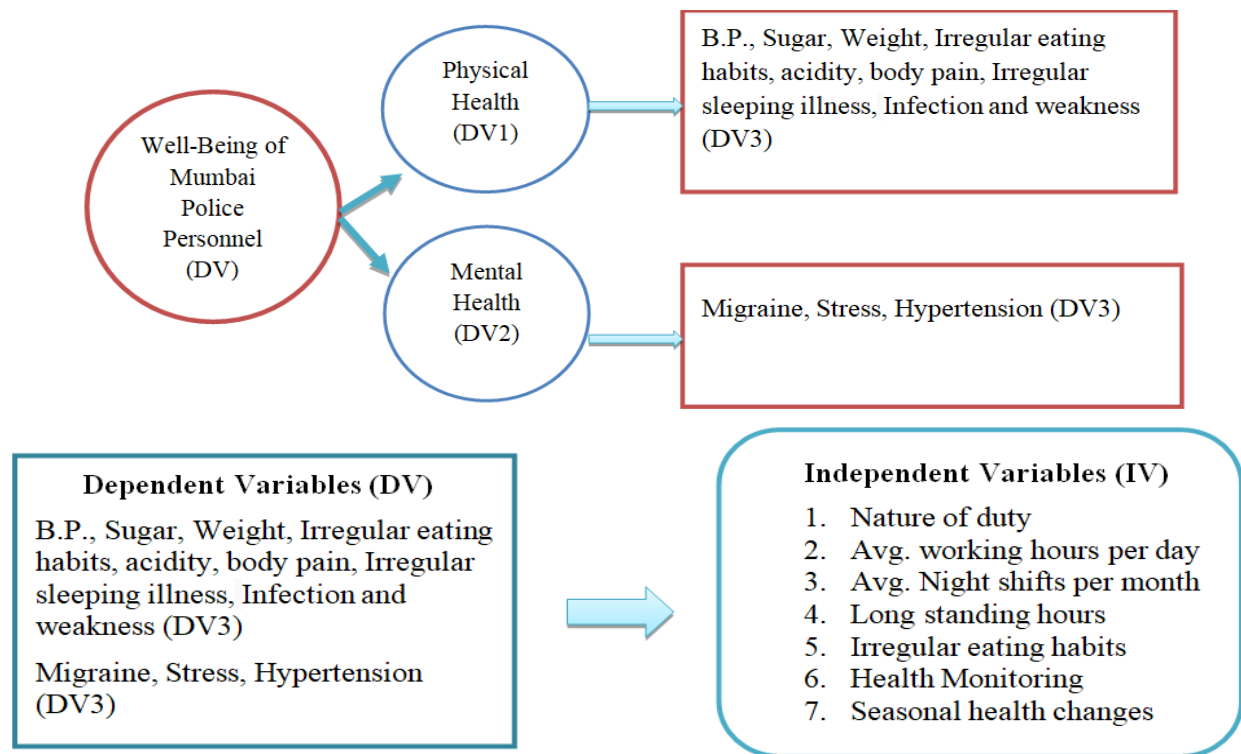 Well-Being of
Mumbai
Police
Personnel
(DV)
Physical
Health
(DV1)
B.P., Sugar, Weight, Irregular eating
habits, acidity, body pain, Irregular
sleeping illness, Infection and weakness
(DV3)
Mental
Health
(DV2)
Migraine, Stress, Hypertension (DV3)
Dependent Variables (DV)
B.P., Sugar, Weight, Irregular eating
habits, acidity, body pain, Irregular
sleeping illness, Infection and
weakness (DV3)
Migraine, Stress, Hypertension
(DV3)
Independent Variables (IV)
1. Nature of duty
2. Avg. working hours per day
3. Avg. Night shifts per month
4. Long standing hours
5. Irregular eating habits
6. Health Monitoring
7. Seasonal health changes